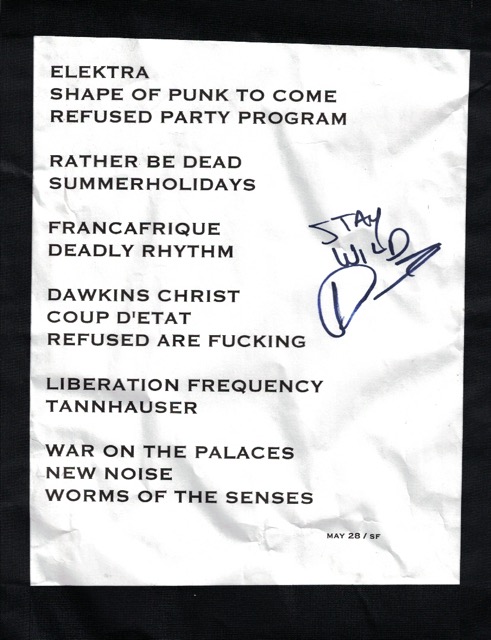 ELEKTRA
SHAPE OF PUNK TO COME
REFUSED PARTY PROGRAM
RATHER BE DEAD
SUMMERHOLIDAYS
FRANCAFRIQUE
DEADLY RHYTHM
DAWKINS CHRIST
COUP D'ETAT
REFUSED ARE FUCKING
LIBERATION FREQUENCY
TANNHAUSER
WAR ON THE PALACES
NEW NOISE
WORMS OF THE SENSES
STAY
WILD
MAY 28 / SF